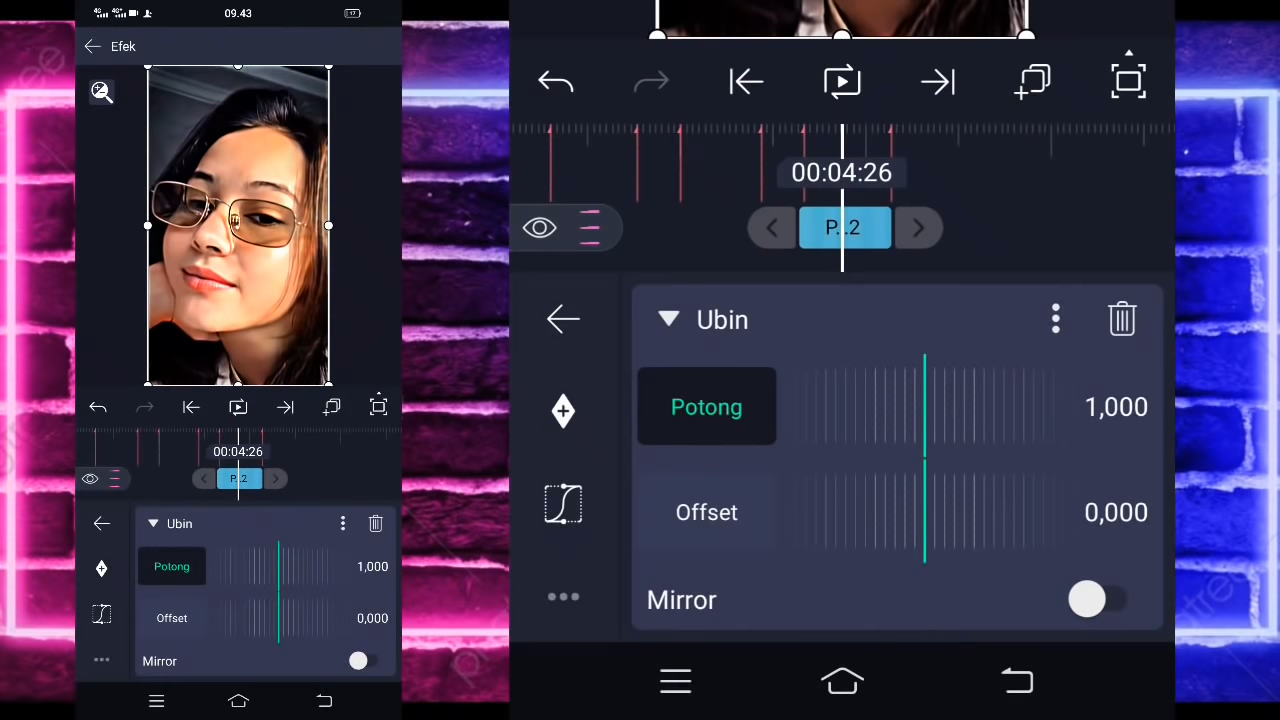 09.43
17
Efek
00:04:26
P...2
Ubin
Potong
1,000
Offset
0,000
Mirror
00:04:26
P...2
Ubin
Potong
1,000
Offset
0,000
Mirror